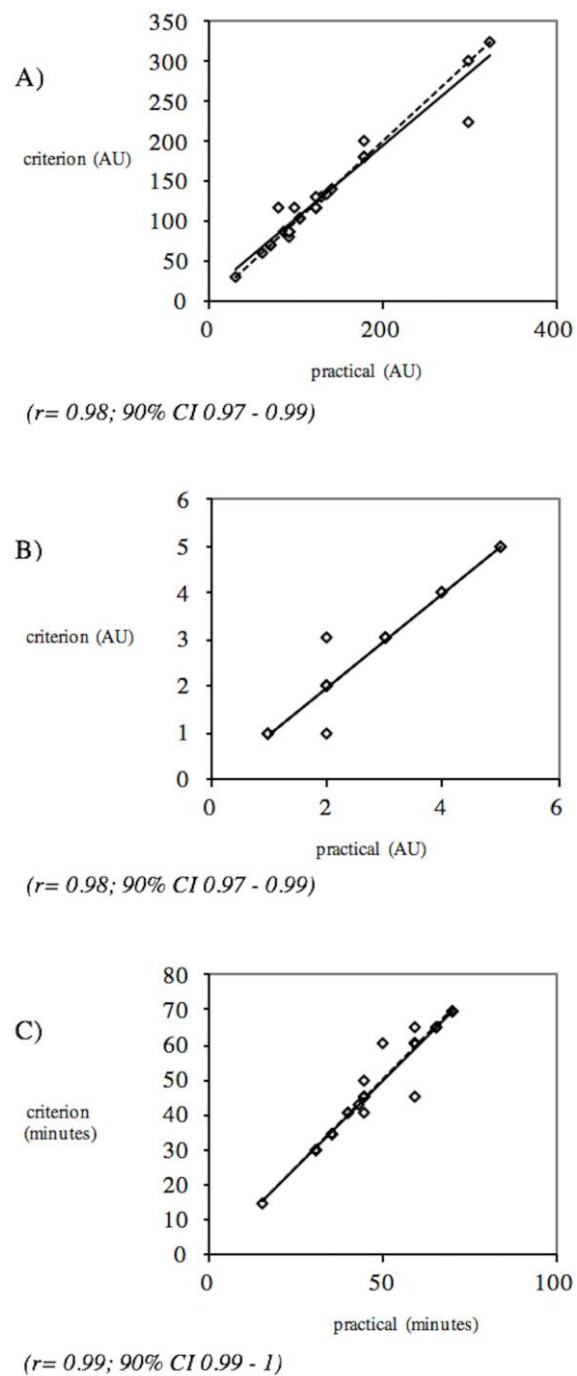 A)
criterion (AU)
350
300
250
200
150
100
50
0
0 200 400
practical (AU)
(r= 0.98; 90% CI 0.97 - 0.99)
B)
criterion (AU)
6
5
4
3
2
1
0
0 2 4 6
practical (AU)
(r= 0.98; 90% CI 0.97 - 0.99)
C)
criterion
(minutes)
80
70
60
50
40
30
20
10
0
0 50 100
practical (minutes)
(r= 0.99; 90% CI 0.99 - 1)